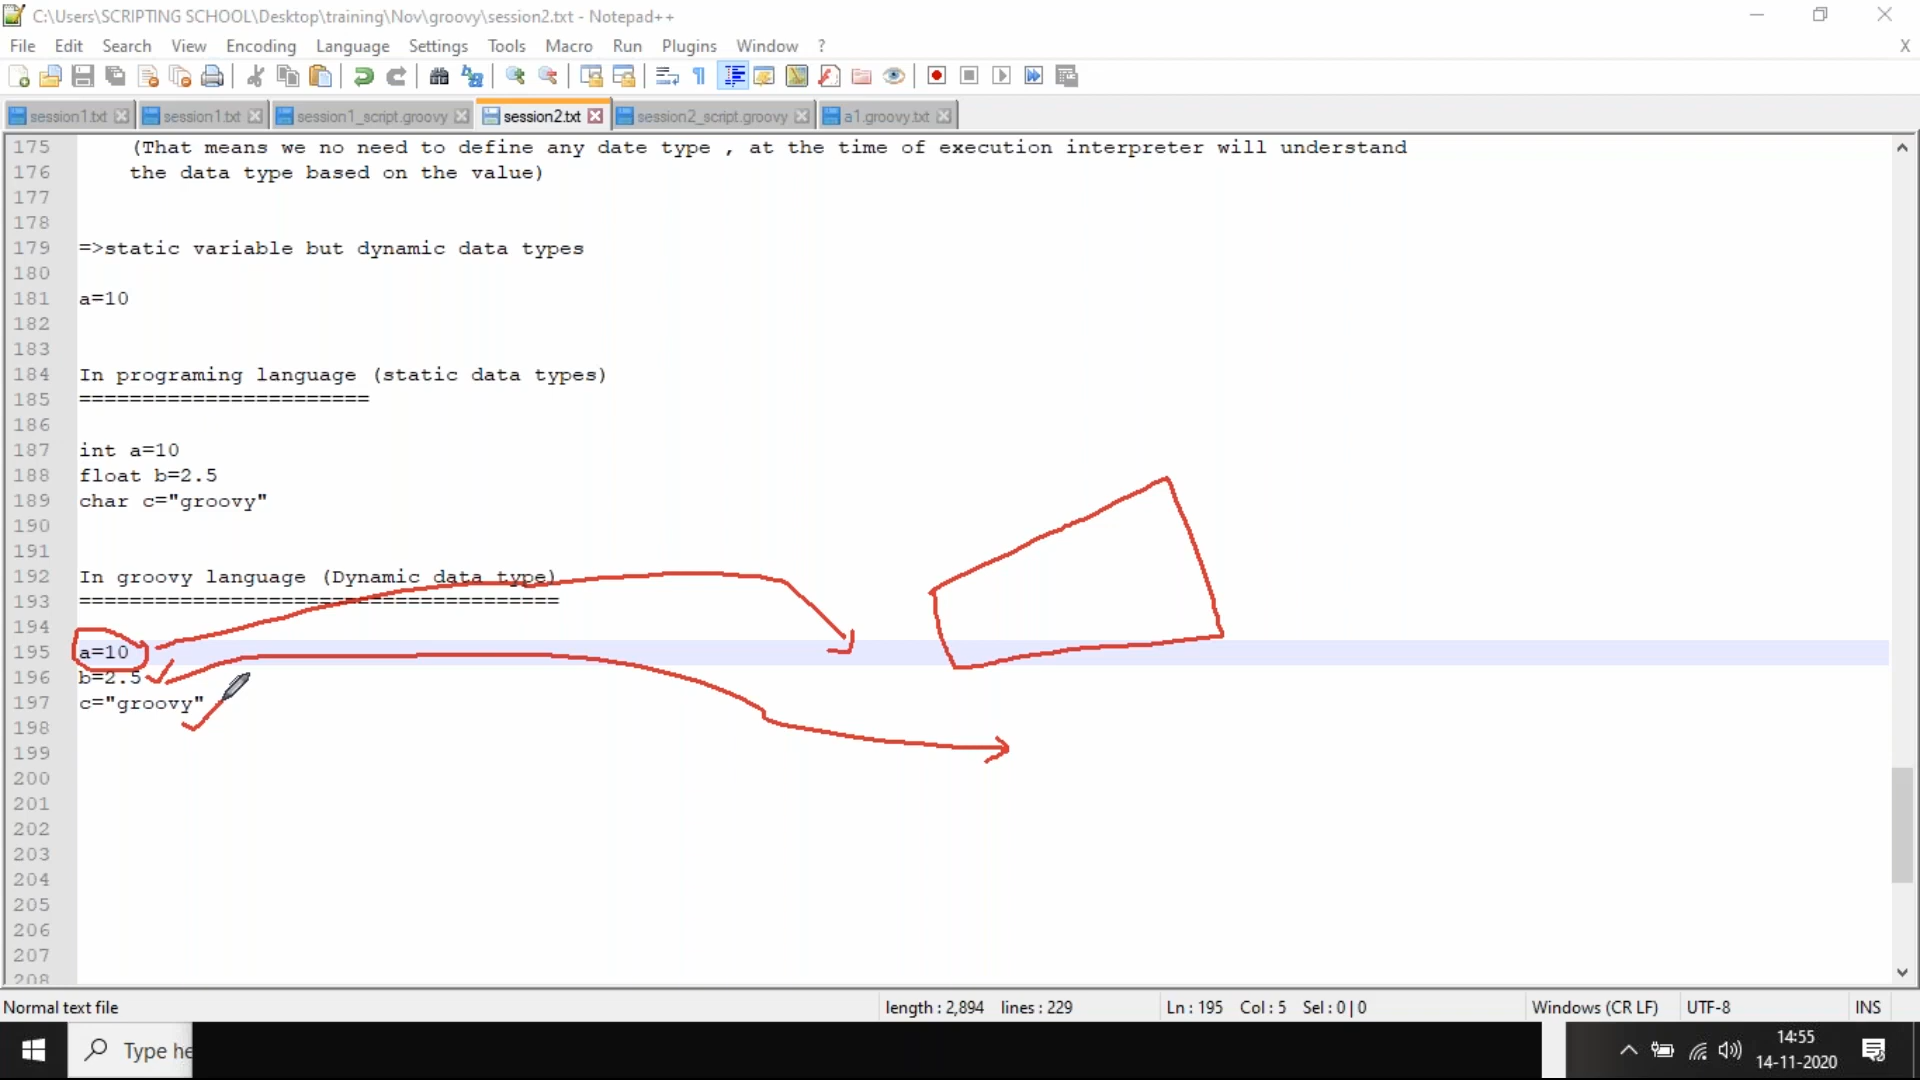 C:\Users\SCRIPTING SCHOOL\Desktop\training\Nov\groovy\session2.txt - Notepad++
File Edit Search View Encoding Language Settings Tools Macro Run Plugins Window ? X
session1.txt session1.txt session1_script.groovy session2.txt session2_script.groovy a1.groovy.txt
175 (That means we no need to define any date type , at the time of execution interpreter will understand
176 the data type based on the value)
177
178
179 =>static variable but dynamic data types
180
181 a=10
182
183
184 In programing language (static data types)
185 =======================
186
187 int a=10
188 float b=2.5
189 char c="groovy"
190
191
192 In groovy language (Dynamic data type)
193 ======================================
194
195 a=10
196 b=2.5
197 c="groovy"
198
199
200
201
202
203
204
205
206
207
208
Normal text file length : 2,894 lines : 229 Ln : 195 Col : 5 Sel : 0 | 0 Windows (CR LF) UTF-8 INS
Type he 14:55
14-11-2020